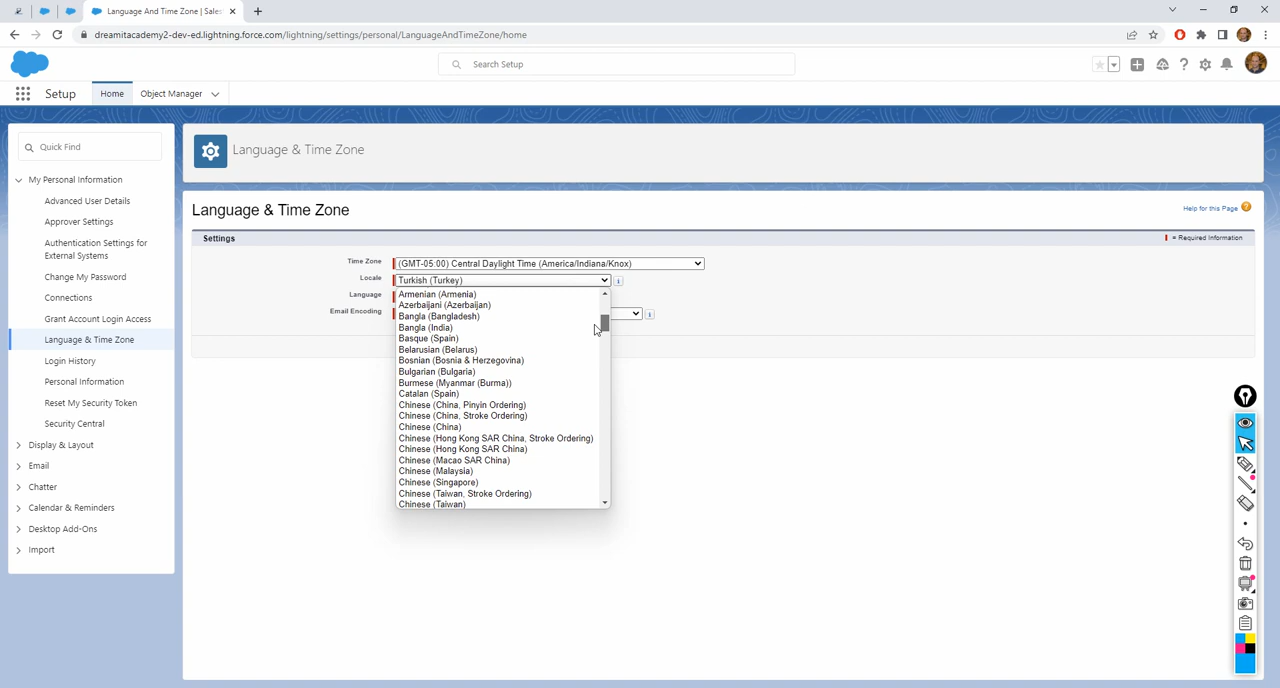 Language And Time Zone | Sales
dreamitacademy2-dev-ed.lightning.force.com/lightning/settings/personal/LanguageAndTimeZone/home
Search Setup
Setup
Home
Object Manager
Quick Find
My Personal Information
Advanced User Details
Approver Settings
Authentication Settings for
External Systems
Change My Password
Connections
Grant Account Login Access
Language & Time Zone
Login History
Personal Information
Reset My Security Token
Security Central
Display & Layout
Email
Chatter
Calendar & Reminders
Desktop Add-Ons
Import
Language & Time Zone
Language & Time Zone
Help for this Page
Settings
= Required Information
Time Zone
(GMT-05:00) Central Daylight Time (America/Indiana/Knox)
Locale
Turkish (Turkey)
Language
Email Encoding
Armenian (Armenia)
Azerbaijani (Azerbaijan)
Bangla (Bangladesh)
Bangla (India)
Basque (Spain)
Belarusian (Belarus)
Bosnian (Bosnia & Herzegovina)
Bulgarian (Bulgaria)
Burmese (Myanmar (Burma))
Catalan (Spain)
Chinese (China, Pinyin Ordering)
Chinese (China, Stroke Ordering)
Chinese (China)
Chinese (Hong Kong SAR China, Stroke Ordering)
Chinese (Hong Kong SAR China)
Chinese (Macao SAR China)
Chinese (Malaysia)
Chinese (Singapore)
Chinese (Taiwan, Stroke Ordering)
Chinese (Taiwan)